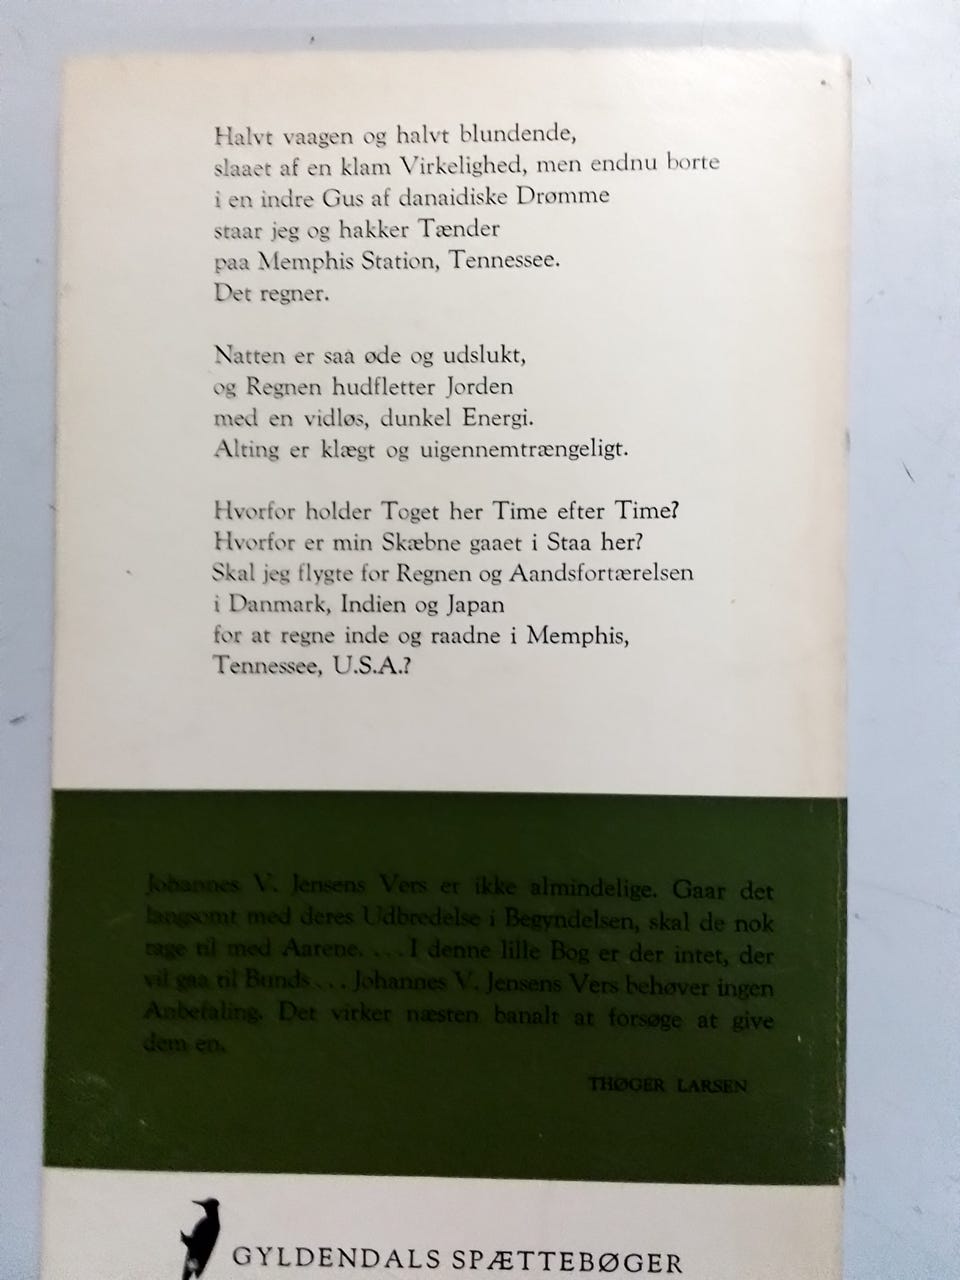 Halvt vaagen og halvt blundende,
slaaet af en klam Virkelighed, men endnu borte
i en indre Gus af danaidiske Drømme
staar jeg og hakker Tænder
paa Memphis Station, Tennessee.
Det regner.
Natten er saa øde og udslukt,
og Regnen hudfletter Jorden
med en vidløs, dunkel Energi.
Alting er klægt og uigennemtrængeligt.
Hvorfor holder Toget her Time efter Time?
Hvorfor er min Skæbne gaaet i Staa her?
Skal jeg flygte for Regnen og Aandsfortærelsen
i Danmark, Indien og Japan
for at regne inde og raadne i Memphis,
Tennessee, U.S.A.?
Johannes V. Jensens Vers er ikke almindelige. Gaar det
langsomt med deres Udbredelse i Begyndelsen, skal de nok
tage til med Aarene. ... I denne lille Bog er der intet, der
vil gaa til Bunds ... Johannes V. Jensens Vers behøver ingen
Anbefaling. Det virker næsten banalt at forsøge at give
dem en.
THØGER LARSEN
GYLDENDALS SPÆTTEBØGER